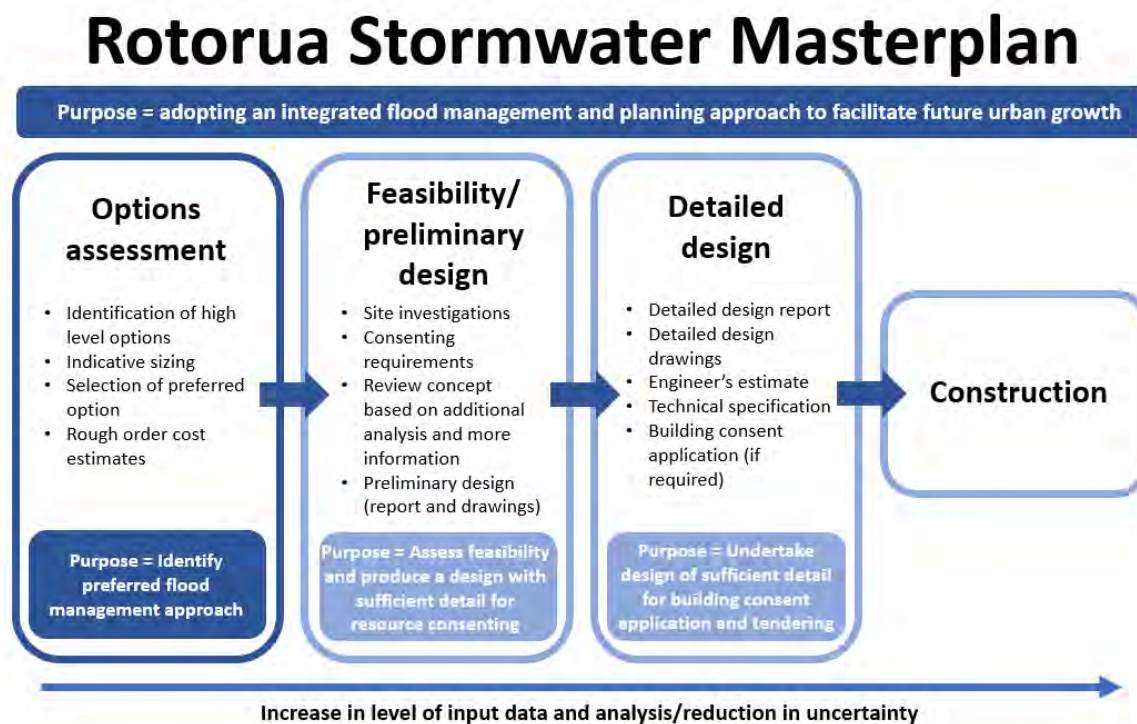 Rotorua Stormwater Masterplan
Purpose = adopting an integrated flood management and planning approach to facilitate future urban growth
Options
assessment
• Identification of high
level options
• Indicative sizing
• Selection of preferred
option
• Rough order cost
estimates
Purpose = Identify
preferred flood
management approach
Feasibility/
preliminary
design
• Site investigations
• Consenting
requirements
• Review concept
based on additional
analysis and more
information
• Preliminary design
(report and drawings)
Purpose = Assess feasibility
and produce a design with
sufficient detail for
resource consenting
Detailed
design
• Detailed design report
• Detailed design
drawings
• Engineer's estimate
• Technical specification
• Building consent
application (if
required)
Purpose = Undertake
design of sufficient detail
for building consent
application and tendering
Construction
Increase in level of input data and analysis/reduction in uncertainty